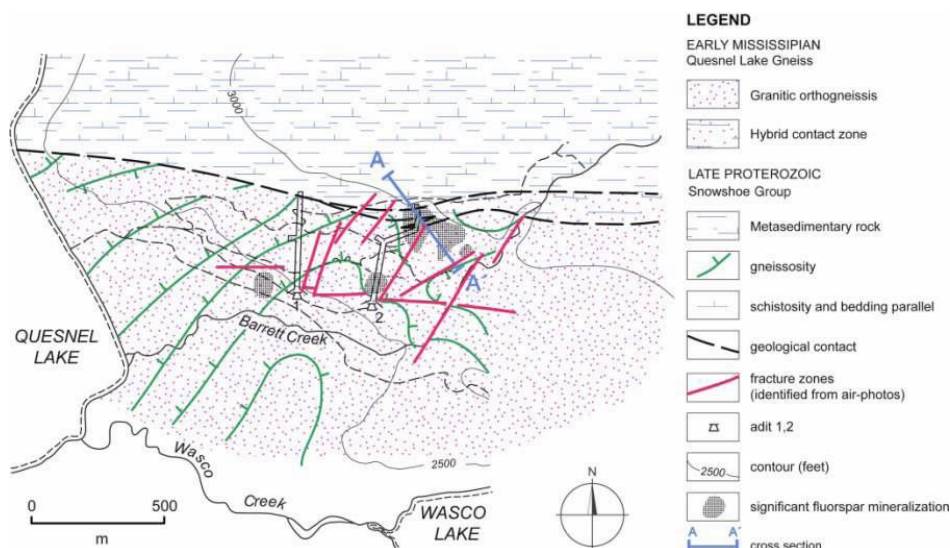 3000
A
A´
1
2
QUESNEL
LAKE
Barrett Creek
Wasco
Creek
2500
WASCO
LAKE
0
500
m
N
LEGEND
EARLY MISSISSIPIAN
Quesnel Lake Gneiss
Granitic orthogneissis
Hybrid contact zone
LATE PROTEROZOIC
Snowshoe Group
Metasedimentary rock
gneissosity
schistosity and bedding parallel
geological contact
fracture zones
(identified from air-photos)
adit 1,2
2500
contour (feet)
significant fluorspar mineralization
A A´
cross section